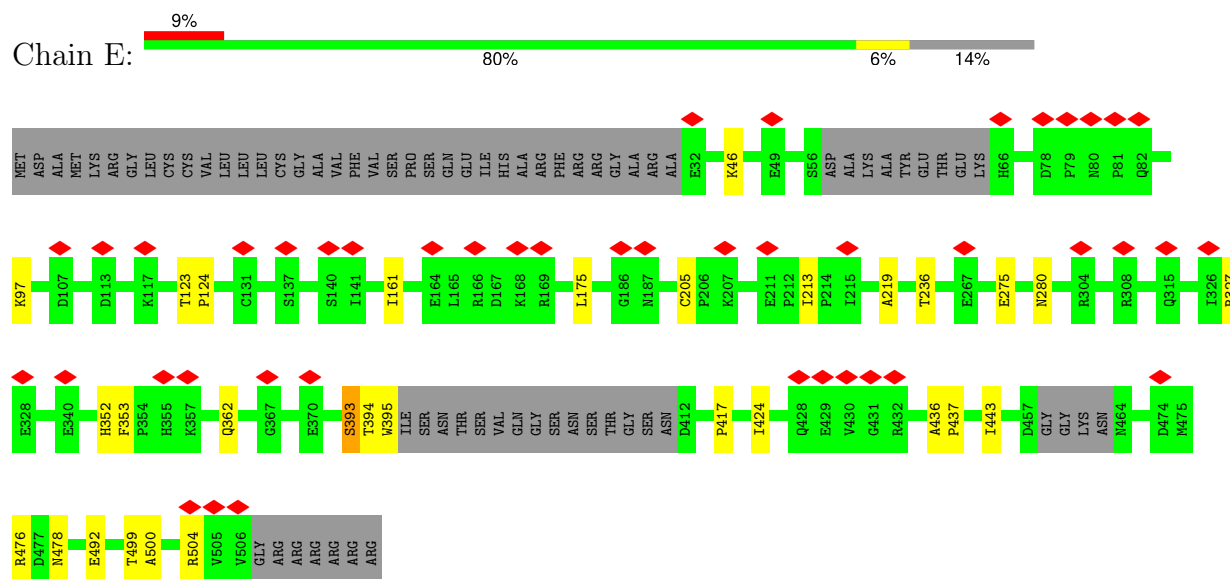 9%
Chain E:
80% 6% 14%
MET ASP ALA MET LYS ARG GLY LEU CYS CYS VAL LEU LEU LEU CYS GLY ALA VAL PHE VAL SER PRO SER GLN GLU ILE HIS ALA ARG PHE ARG ARG GLY ALA ARG ALA E32 K46 E49 S56 ASP ALA LYS ALA TYR GLU THR GLU LYS H66 D78 P79 N80 P81 Q82
K97 D107 D113 K117 T123 P124 C131 S137 S140 I141 I161 E164 L165 R166 D167 K168 R169 L175 G186 N187 C205 P206 K207 E211 P212 I213 P214 I215 A219 T236 E267 E275 N280 R304 R308 Q315 I326 R327
E328 E340 H352 F353 P354 H355 K357 Q362 G367 E370 S393 T394 W395 ILE SER ASN THR SER VAL GLN GLY SER ASN SER THR GLY SER ASN D412 P417 I424 Q428 E429 V430 G431 R432 A436 P437 I443 D457 GLY GLY LYS ASN N464 D474 M475
R476 D477 N478 E492 T499 A500 R504 V505 V506 GLY ARG ARG ARG ARG ARG ARG